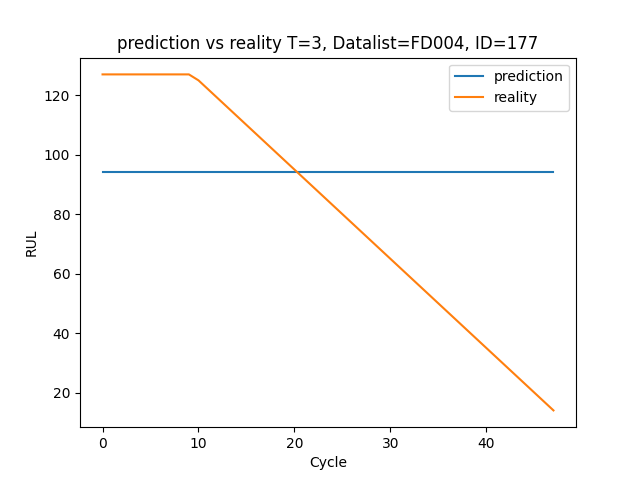 prediction vs reality T=3, Datalist=FD004, ID=177
prediction
reality
120
100
80
60
40
20
RUL
0 10 20 30 40
Cycle